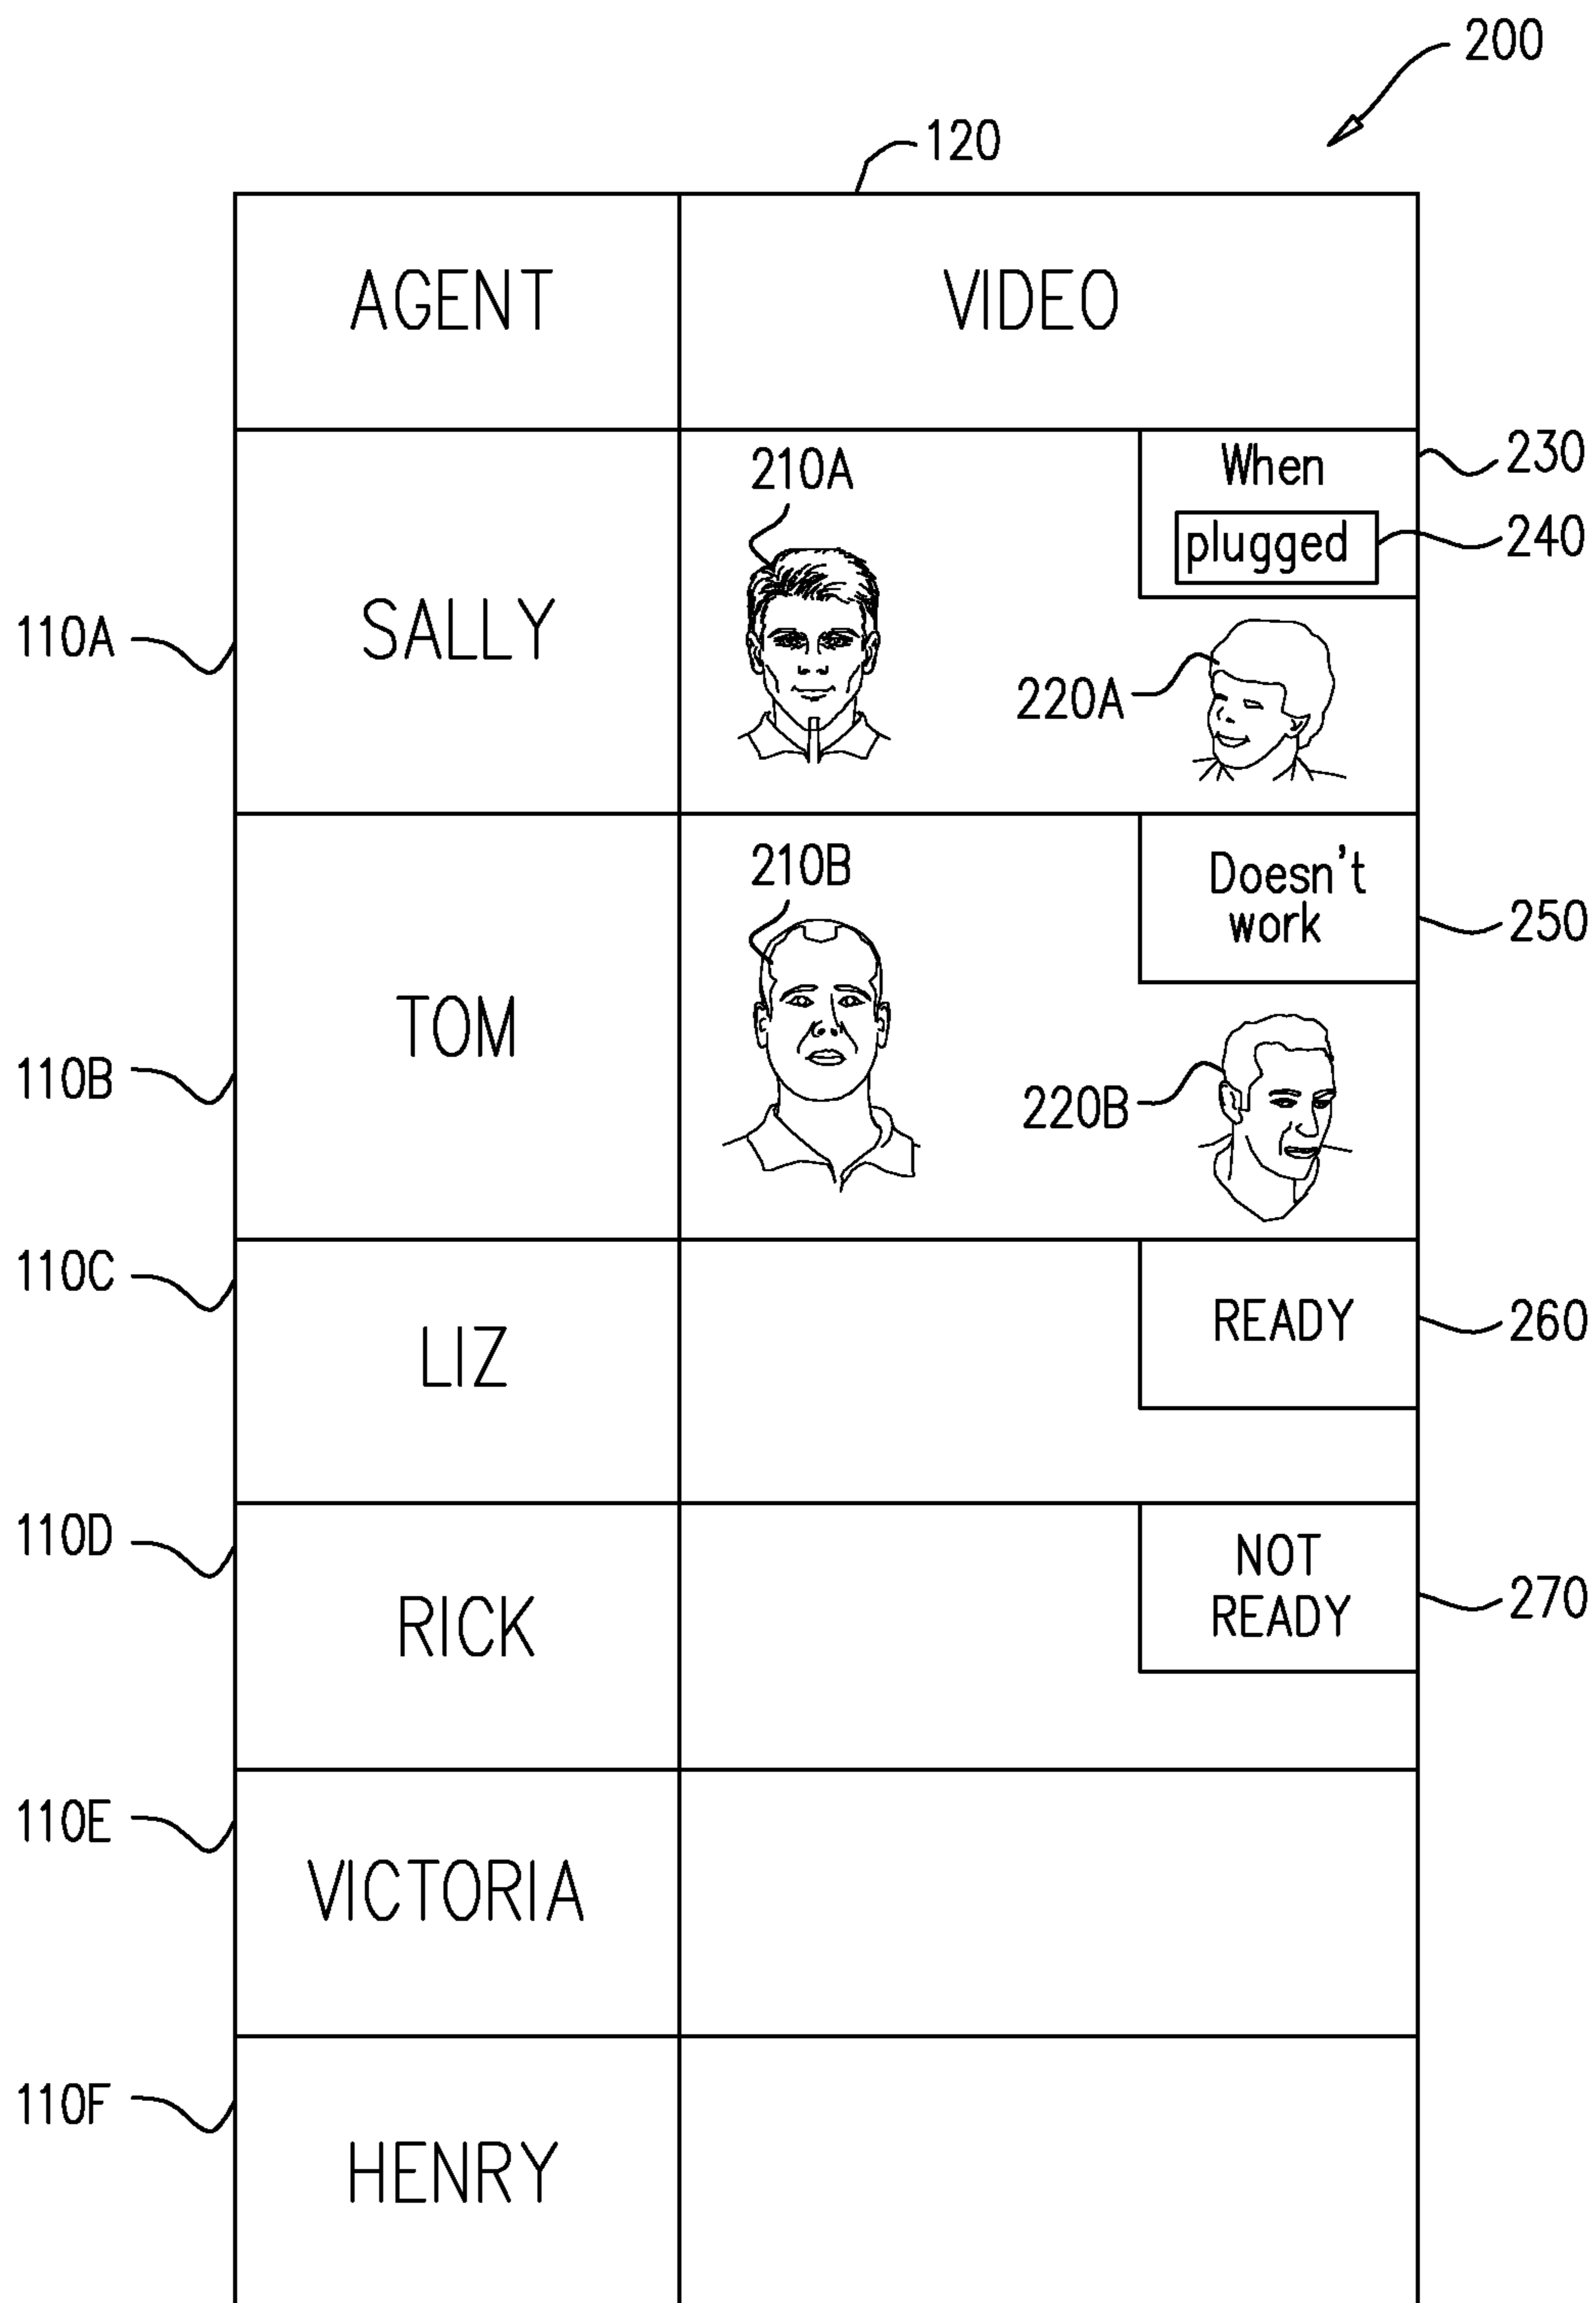 200
120
AGENT VIDEO
210A When 230
plugged 240
110A SALLY
220A
210B Doesn't
work 250
TOM
110B 220B
110C
LIZ READY 260
110D NOT
RICK READY 270
110E
VICTORIA
110F
HENRY